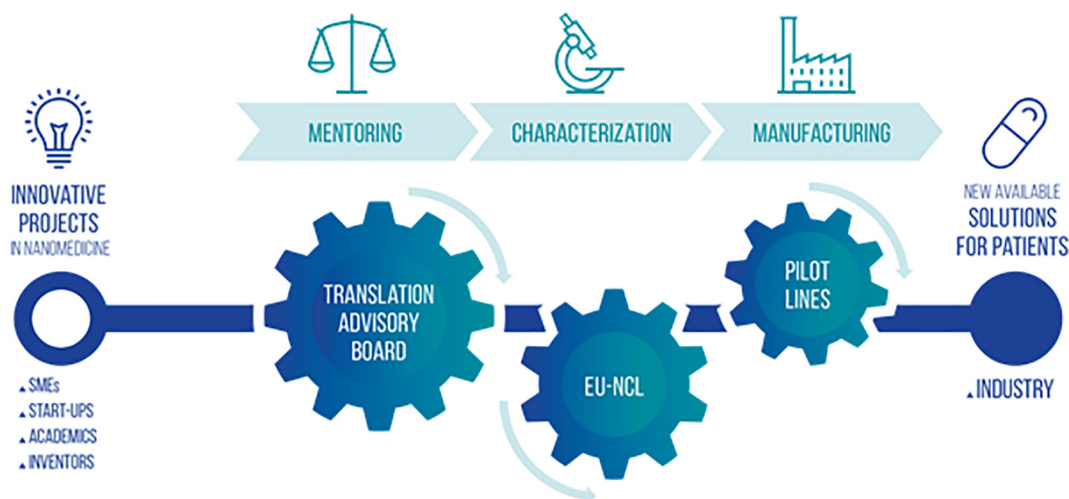 MENTORING
CHARACTERIZATION
MANUFACTURING
INNOVATIVE
PROJECTS
IN NANOMEDICINE
NEW AVAILABLE
SOLUTIONS
FOR PATIENTS
TRANSLATION
ADVISORY
BOARD
EU-NCL
PILOT
LINES
SMEs
START-UPS
ACADEMICS
INVENTORS
INDUSTRY